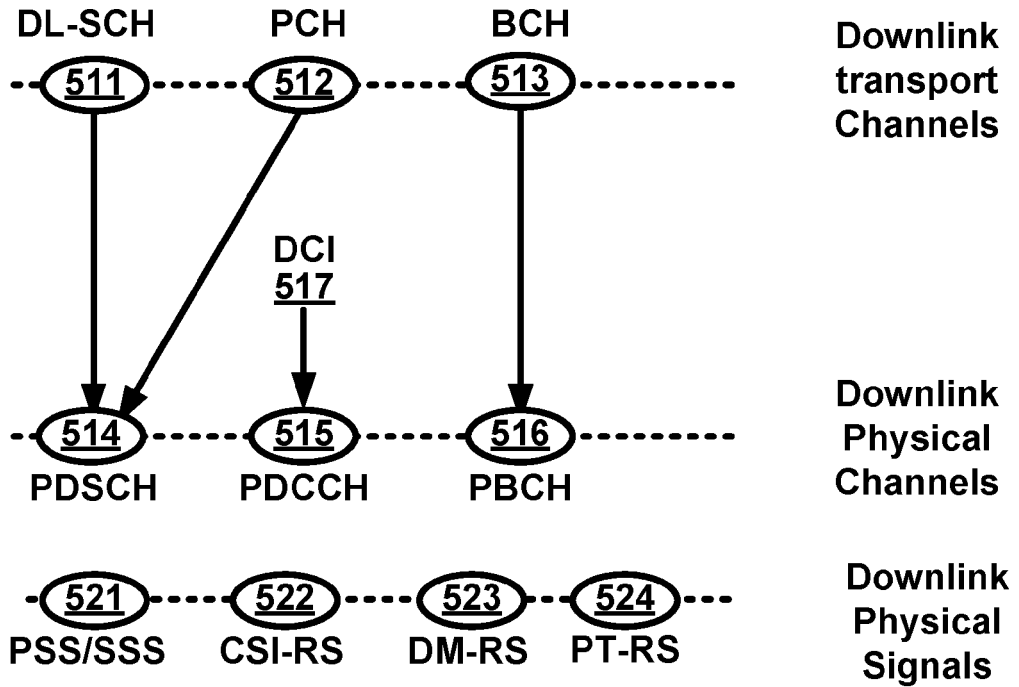 DL-SCH PCH BCH
Downlink
transport
Channels
511 512 513
DCI
517
Downlink
Physical
Channels
514 515 516
PDSCH PDCCH PBCH
521 522 523 524
PSS/SSS CSI-RS DM-RS PT-RS
Downlink
Physical
Signals